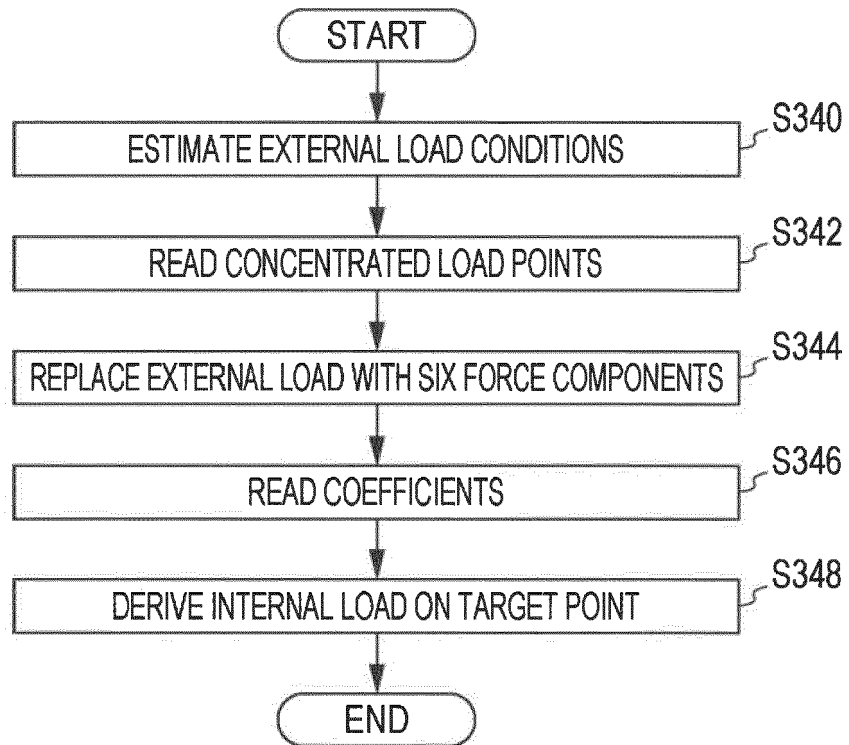 START
ESTIMATE EXTERNAL LOAD CONDITIONS
S340
READ CONCENTRATED LOAD POINTS
S342
REPLACE EXTERNAL LOAD WITH SIX FORCE COMPONENTS
S344
READ COEFFICIENTS
S346
DERIVE INTERNAL LOAD ON TARGET POINT
S348
END